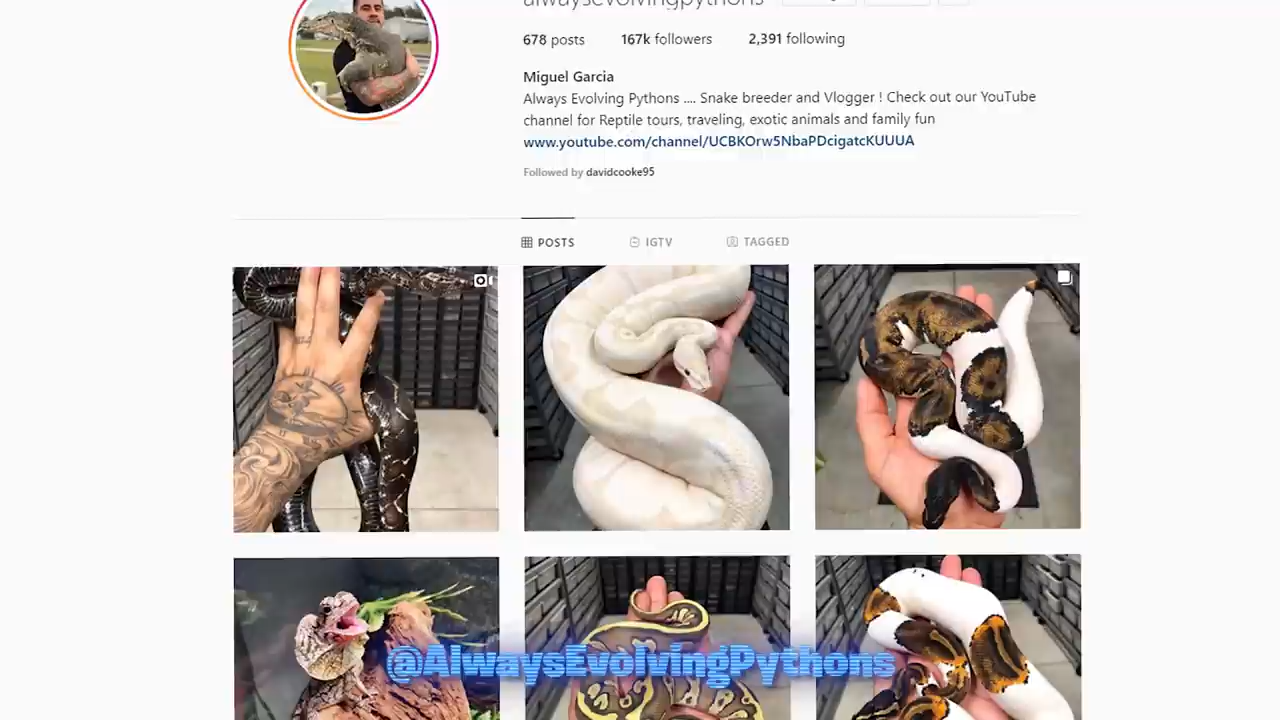 alwaysevolvingpythons
678 posts 167k followers 2,391 following
Miguel Garcia
Always Evolving Pythons .... Snake breeder and Vlogger ! Check out our YouTube
channel for Reptile tours, traveling, exotic animals and family fun
www.youtube.com/channel/UCBKOrw5NbaPDcigatcKUUUA
Followed by davidcooke95
POSTS IGTV TAGGED
@AlwaysEvolvingPythons